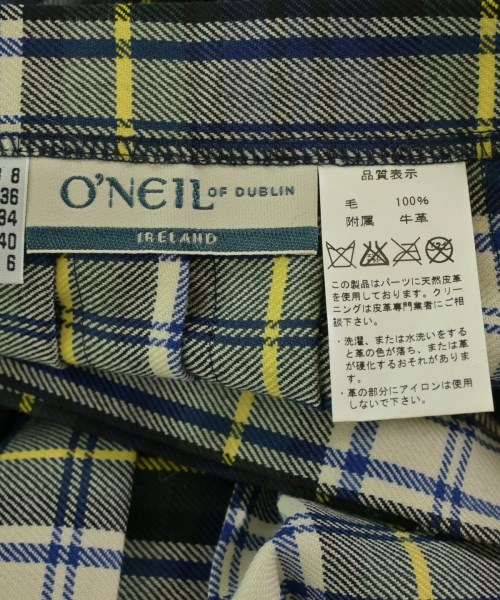 8
36
34
40
6
O'NEIL OF DUBLIN
IRELAND
品質表示
毛 100%
附属 牛革
この製品はパーツに天然皮革
を使用しております。クリー
ニングは皮革専門業者にご相
談下さい。
・洗濯、または水洗いをする
と革の色が落ち、または革
が硬化するおそれがありま
す。
・革の部分にアイロンは使用
しないで下さい。